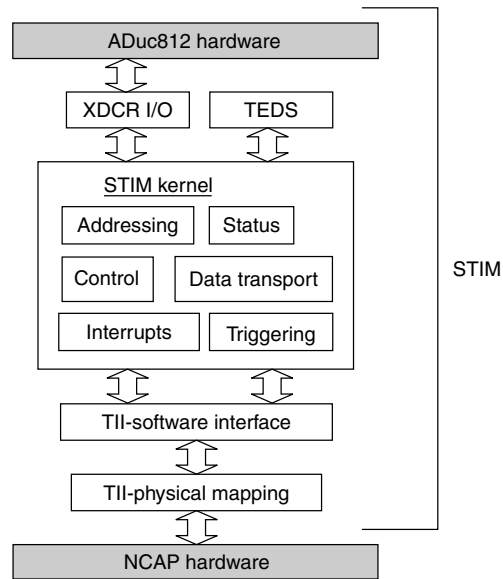 ADuc812 hardware
XDCR I/O
TEDS
STIM kernel
Addressing
Status
Control
Data transport
Interrupts
Triggering
STIM
TII-software interface
TII-physical mapping
NCAP hardware